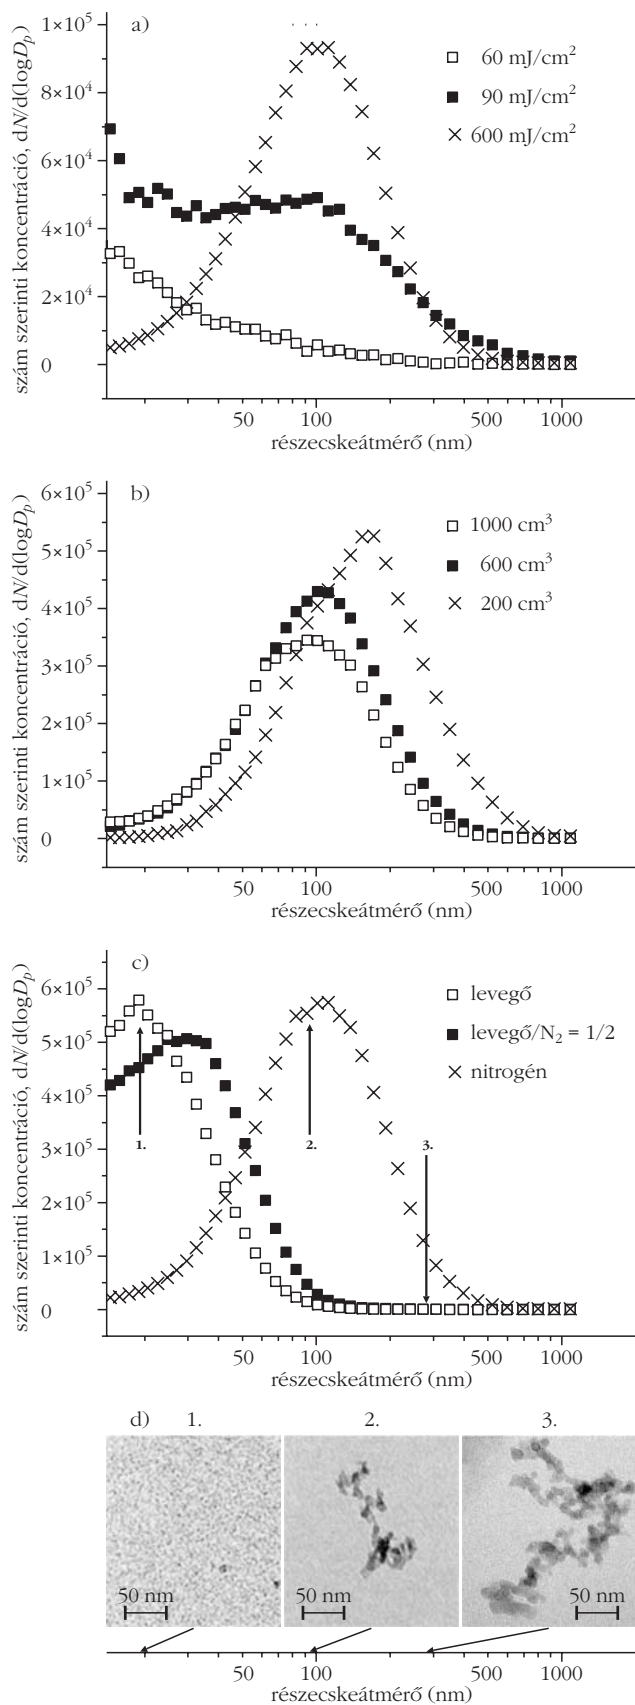 a)
1×10⁵
8×10⁴
6×10⁴
4×10⁴
2×10⁴
0
szám szerinti koncentráció, dN/d(logDₚ)
60 mJ/cm²
90 mJ/cm²
600 mJ/cm²
50 100 500 1000
részecskeátmérő (nm)
b)
6×10⁵
5×10⁵
4×10⁵
3×10⁵
2×10⁵
1×10⁵
0
szám szerinti koncentráció, dN/d(logDₚ)
1000 cm³
600 cm³
200 cm³
50 100 500 1000
részecskeátmérő (nm)
c)
6×10⁵
5×10⁵
4×10⁵
3×10⁵
2×10⁵
1×10⁵
0
szám szerinti koncentráció, dN/d(logDₚ)
levegő
levegő/N₂ = 1/2
nitrogén
1. 2. 3.
50 100 500 1000
részecskeátmérő (nm)
d) 1. 2. 3.
50 nm 50 nm 50 nm
50 100 500 1000
részecskeátmérő (nm)